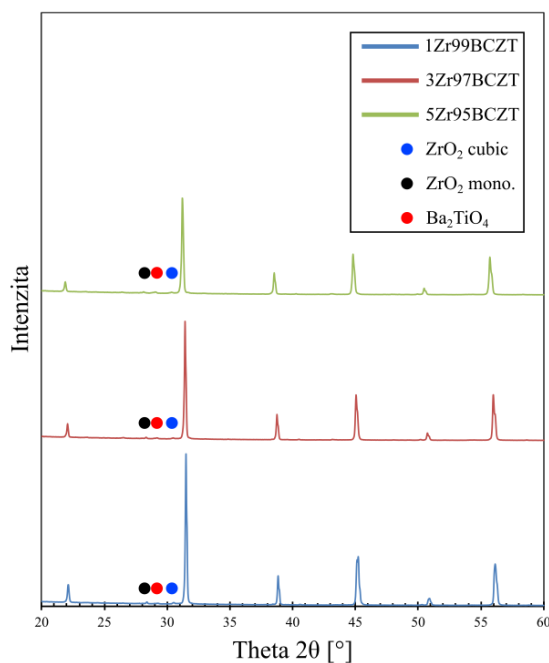 1Zr99BCZT
3Zr97BCZT
5Zr95BCZT
ZrO₂ cubic
ZrO₂ mono.
Ba₂TiO₄
Intenzita
20 25 30 35 40 45 50 55 60
Theta 2θ [°]